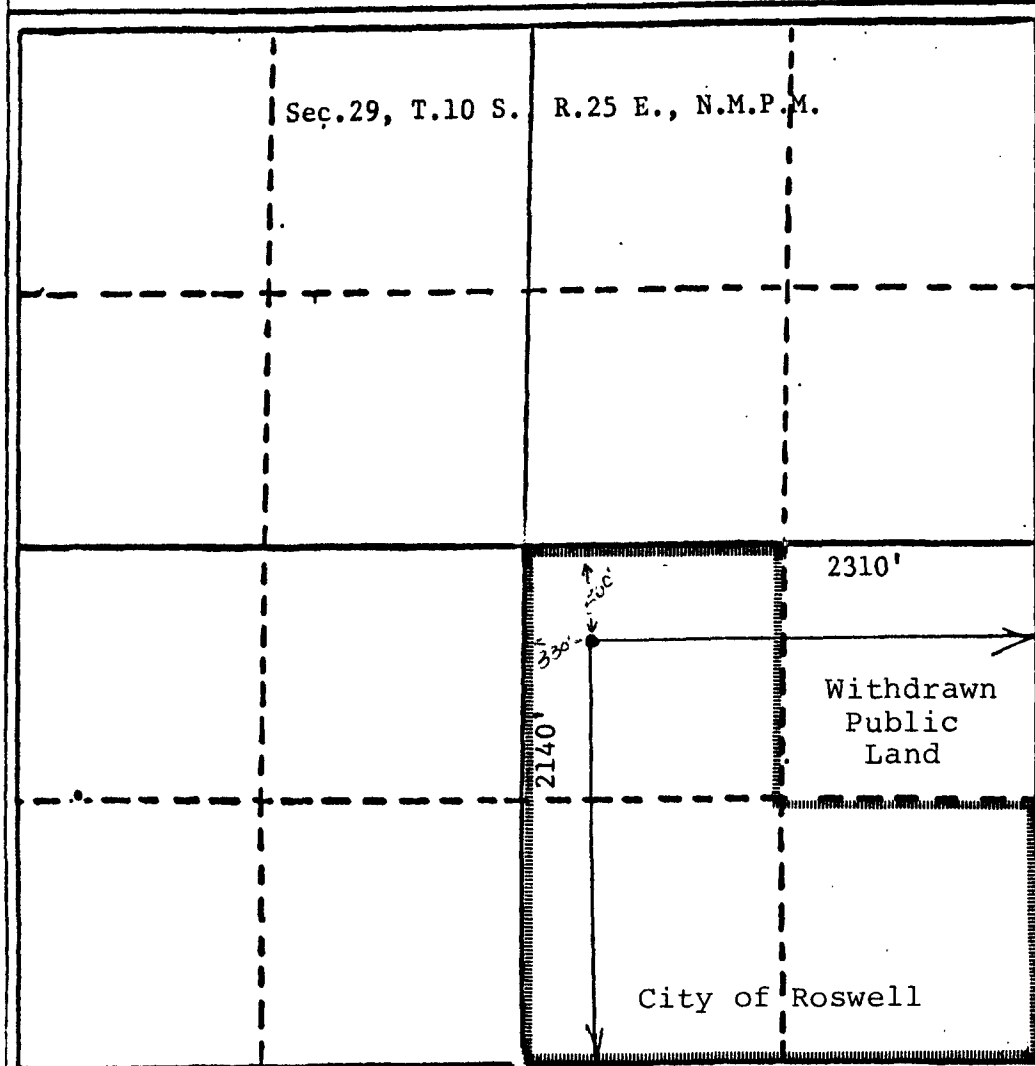 Sec.29, T.10 S. R.25 E., N.M.P.M.
2310'
330'
2140'
Withdrawn
Public
Land
City of Roswell